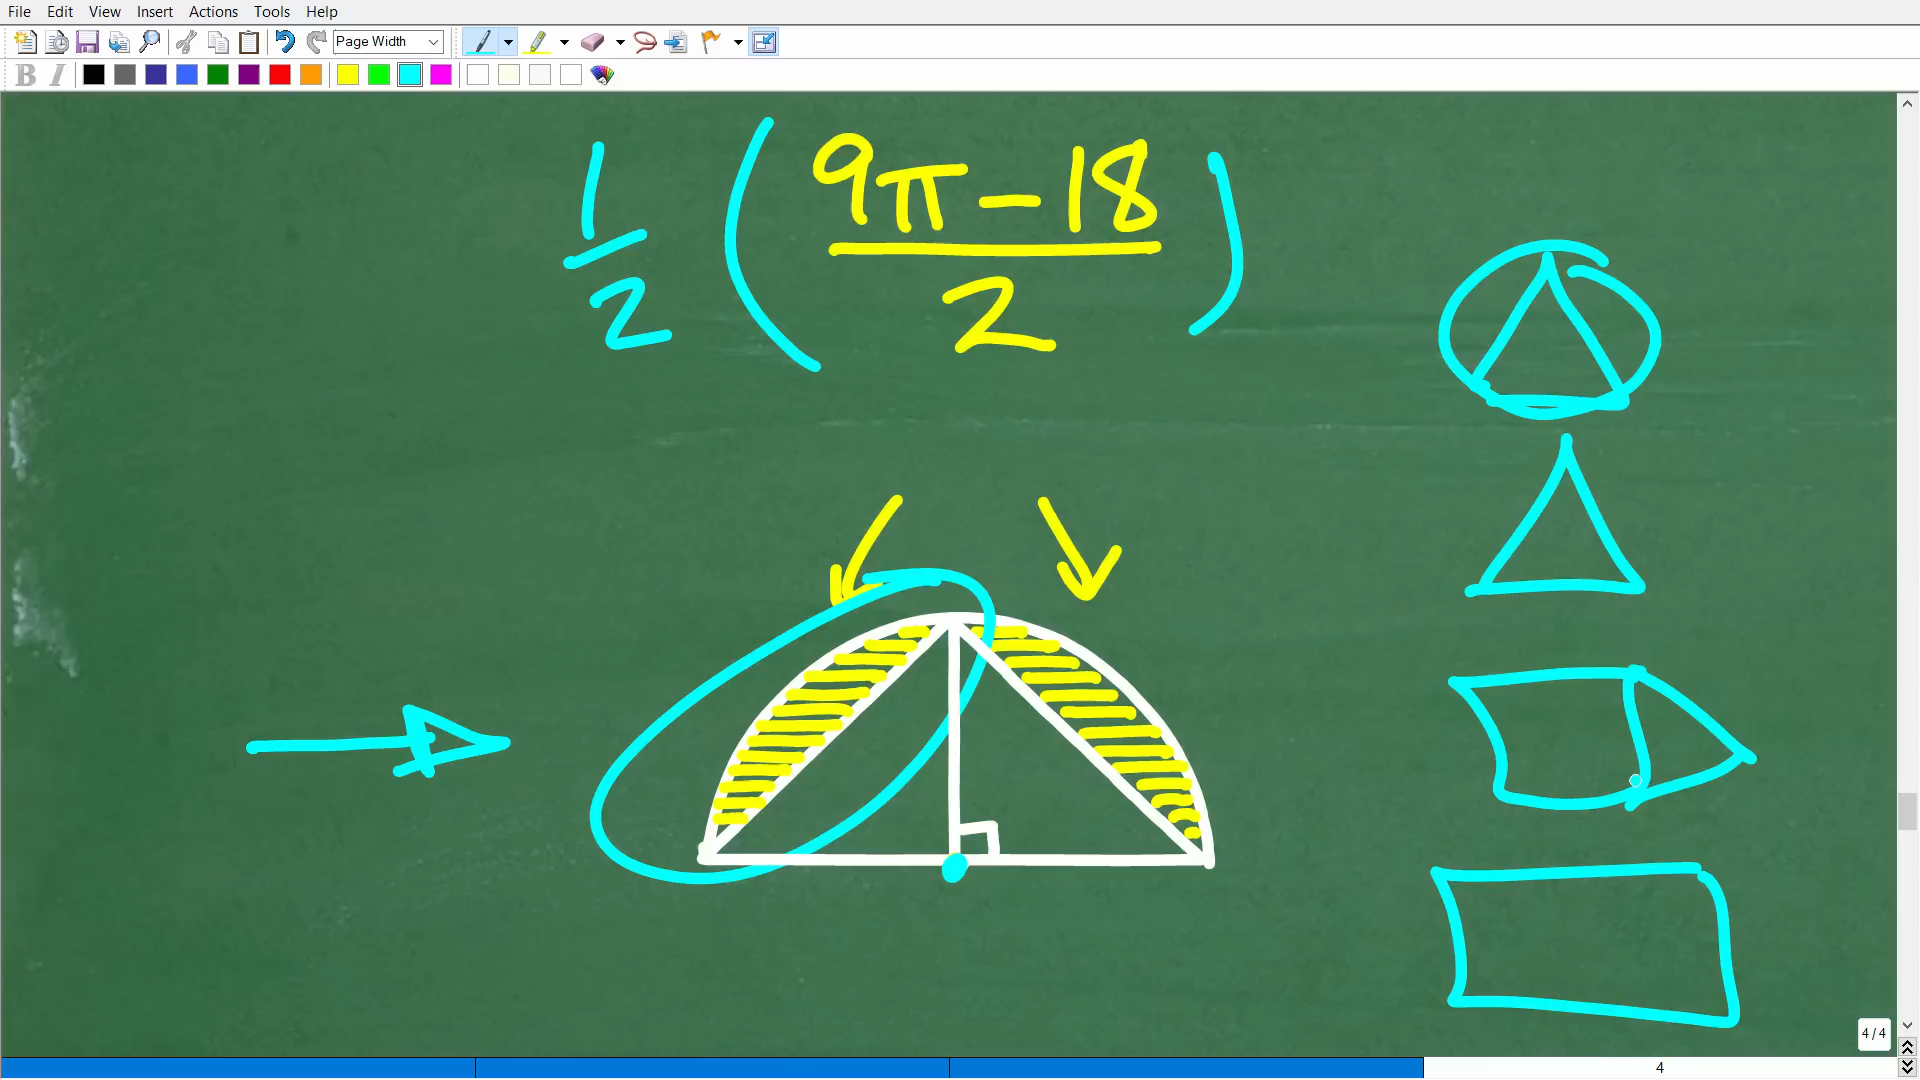 File Edit View Insert Actions Tools Help
Page Width
B I
1/2 ( 9π - 18 / 2 )
4 / 4
4